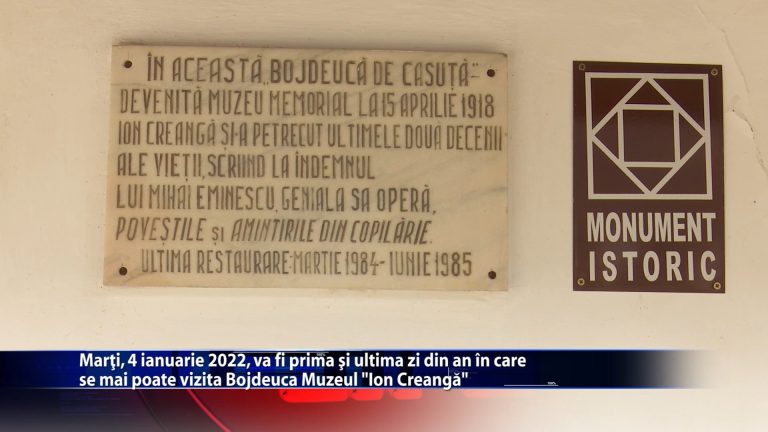 ÎN ACEASTĂ „BOJDEUCĂ DE CASUȚĂ”
DEVENITĂ MUZEU MEMORIAL LA 15 APRILIE 1918
ION CREANGĂ ȘI-A PETRECUT ULTIMELE DOUĂ DECENII
ALE VIEȚII, SCRIIND LA ÎNDEMNUL
LUI MIHAI EMINESCU, GENIALA SA OPERĂ,
POVEȘTILE ȘI AMINTIRILE DIN COPILĂRIE.
ULTIMA RESTAURARE: MARTIE 1984 - IUNIE 1985
MONUMENT
ISTORIC
Marţi, 4 ianuarie 2022, va fi prima şi ultima zi din an în care
se mai poate vizita Bojdeuca Muzeul "Ion Creangă"